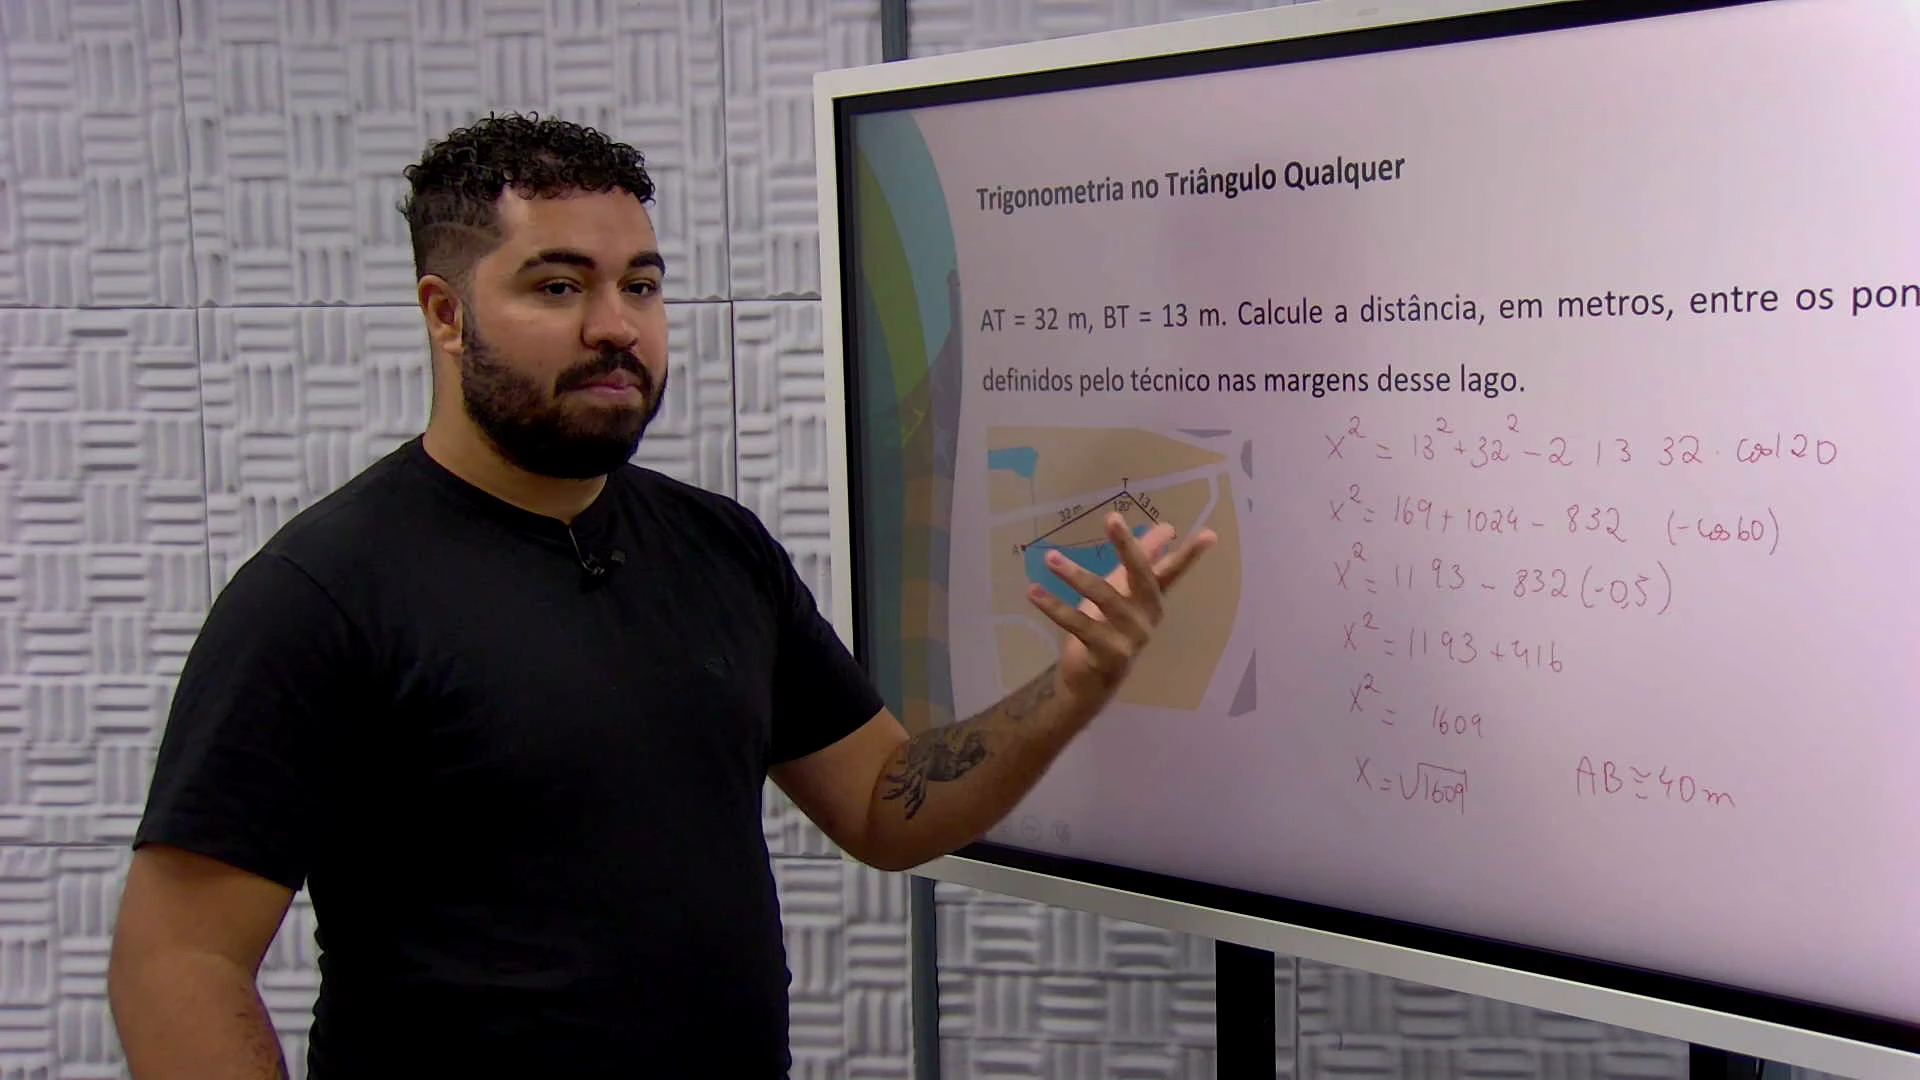 Trigonometria no Triângulo Qualquer
AT = 32 m, BT = 13 m. Calcule a distância, em metros, entre os pon
definidos pelo técnico nas margens desse lago.
T
32 m
120°
13 m
A
x² = 13² + 32² - 2 13 32 . cos120
x² = 169 + 1024 - 832 (-cos60)
x² = 1193 - 832 (-0,5)
x² = 1193 + 416
x² = 1609
x = √1609
AB ≅ 40 m